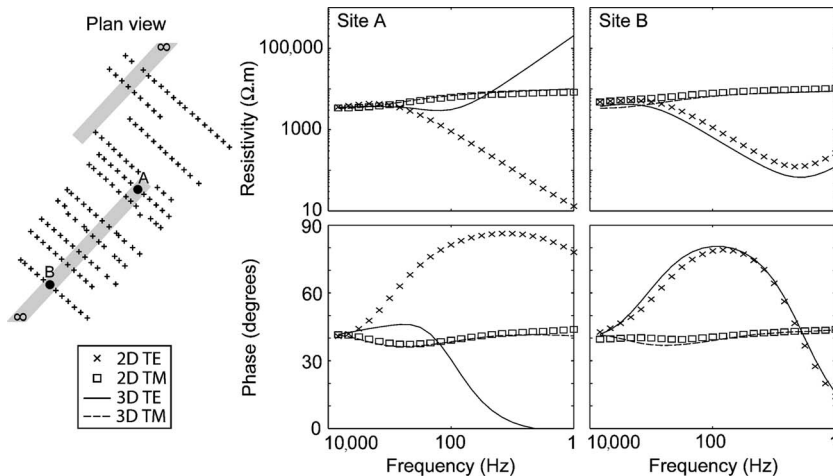 Plan view
∞
A
B
∞
× 2D TE
□ 2D TM
3D TE
3D TM
Site A
Site B
Resistivity (Ω.m)
100,000
1000
10
Phase (degrees)
90
60
30
0
10,000
100
1
10,000
100
1
Frequency (Hz)
Frequency (Hz)